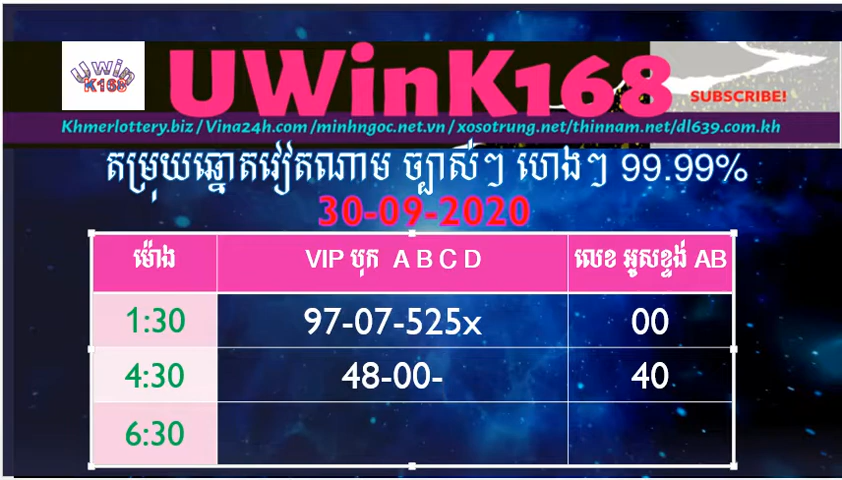 UWin
K168
UWinK168
SUBSCRIBE!
Khmerlottery.biz/Vina24h.com/minhngoc.net.vn/xosotrung.net/thinnam.net/dl639.com.kh
តម្រុយឆ្នោតវៀតណាម ច្បាស់ៗ ហេងៗ 99.99%
30-09-2020
ម៉ោង VIP បុក A B C D លេខ អូសខ្ទង់ AB
1:30 97-07-525x 00
4:30 48-00- 40
6:30